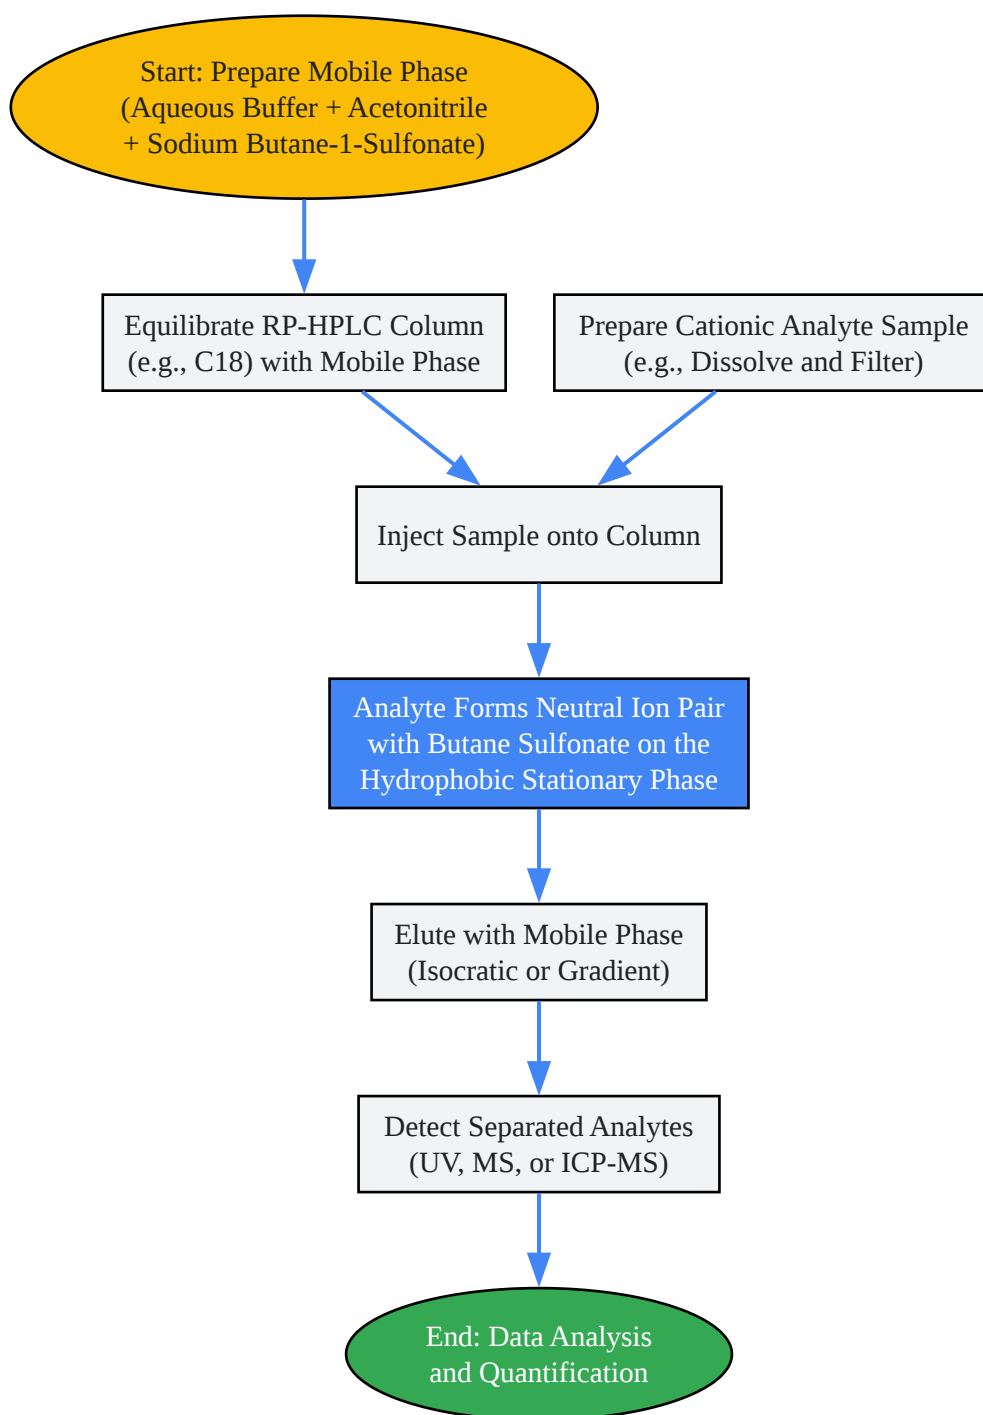 Start: Prepare Mobile Phase
(Aqueous Buffer + Acetonitrile
+ Sodium Butane-1-Sulfonate)
Equilibrate RP-HPLC Column
(e.g., C18) with Mobile Phase
Prepare Cationic Analyte Sample
(e.g., Dissolve and Filter)
Inject Sample onto Column
Analyte Forms Neutral Ion Pair
with Butane Sulfonate on the
Hydrophobic Stationary Phase
Elute with Mobile Phase
(Isocratic or Gradient)
Detect Separated Analytes
(UV, MS, or ICP-MS)
End: Data Analysis
and Quantification